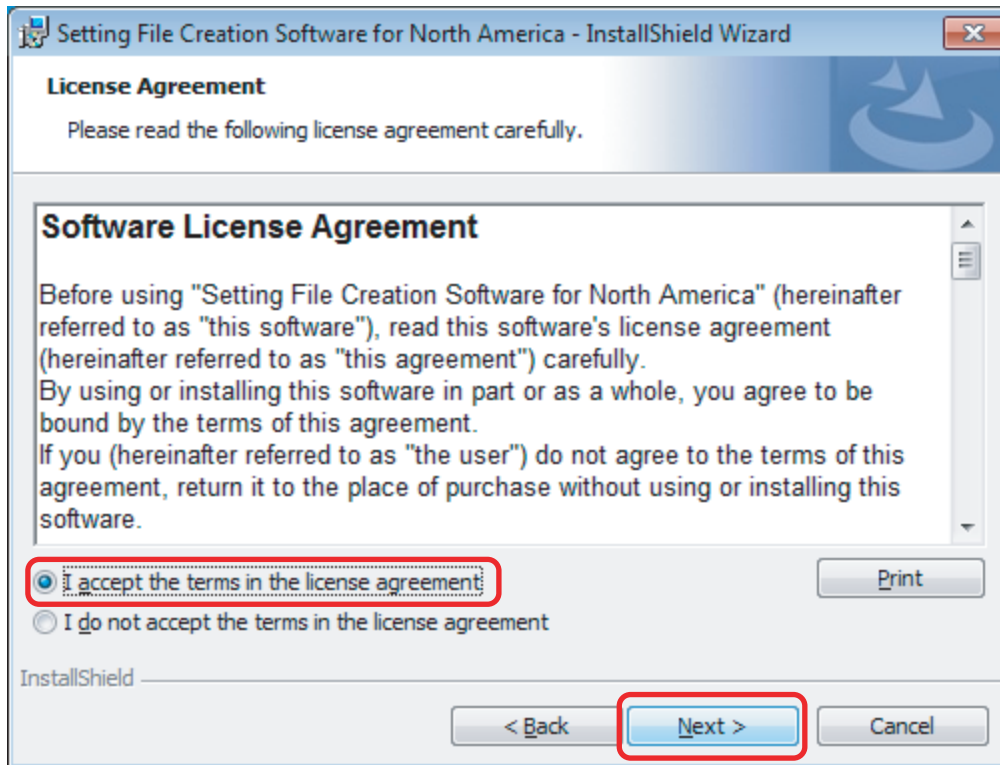 Setting File Creation Software for North America - InstallShield Wizard
License Agreement
Please read the following license agreement carefully.
Software License Agreement
Before using "Setting File Creation Software for North America" (hereinafter
referred to as "this software"), read this software's license agreement
(hereinafter referred to as "this agreement") carefully.
By using or installing this software in part or as a whole, you agree to be
bound by the terms of this agreement.
If you (hereinafter referred to as "the user") do not agree to the terms of this
agreement, return it to the place of purchase without using or installing this
software.
I accept the terms in the license agreement
Print
I do not accept the terms in the license agreement
InstallShield
< Back
Next >
Cancel